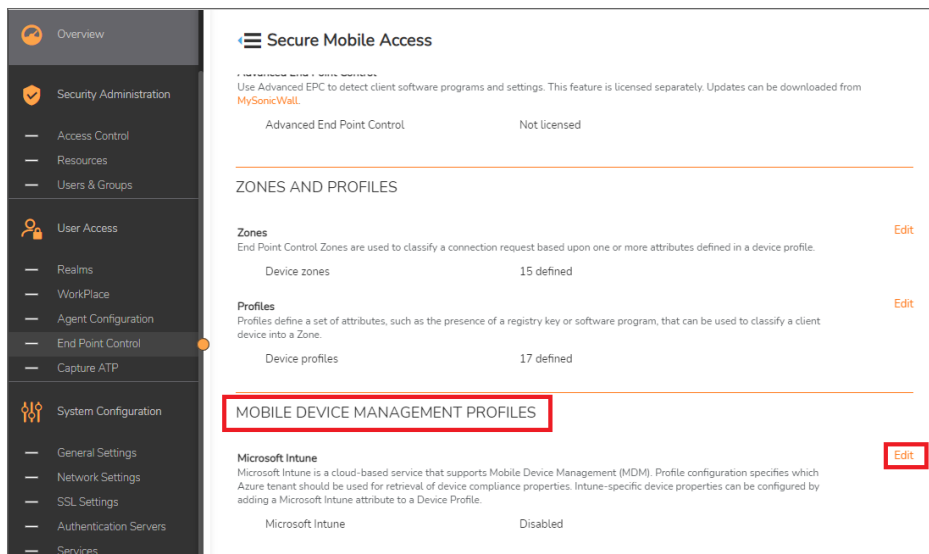 Overview
Security Administration
Access Control
Resources
Users & Groups
User Access
Realms
WorkPlace
Agent Configuration
End Point Control
Capture ATP
System Configuration
General Settings
Network Settings
SSL Settings
Authentication Servers
Services
Secure Mobile Access
Advanced End Point Control
Use Advanced EPC to detect client software programs and settings. This feature is licensed separately. Updates can be downloaded from
MySonicWall.
Advanced End Point Control Not licensed
ZONES AND PROFILES
Zones Edit
End Point Control Zones are used to classify a connection request based upon one or more attributes defined in a device profile.
Device zones 15 defined
Profiles Edit
Profiles define a set of attributes, such as the presence of a registry key or software program, that can be used to classify a client
device into a Zone.
Device profiles 17 defined
MOBILE DEVICE MANAGEMENT PROFILES
Microsoft Intune Edit
Microsoft Intune is a cloud-based service that supports Mobile Device Management (MDM). Profile configuration specifies which
Azure tenant should be used for retrieval of device compliance properties. Intune-specific device properties can be configured by
adding a Microsoft Intune attribute to a Device Profile.
Microsoft Intune Disabled